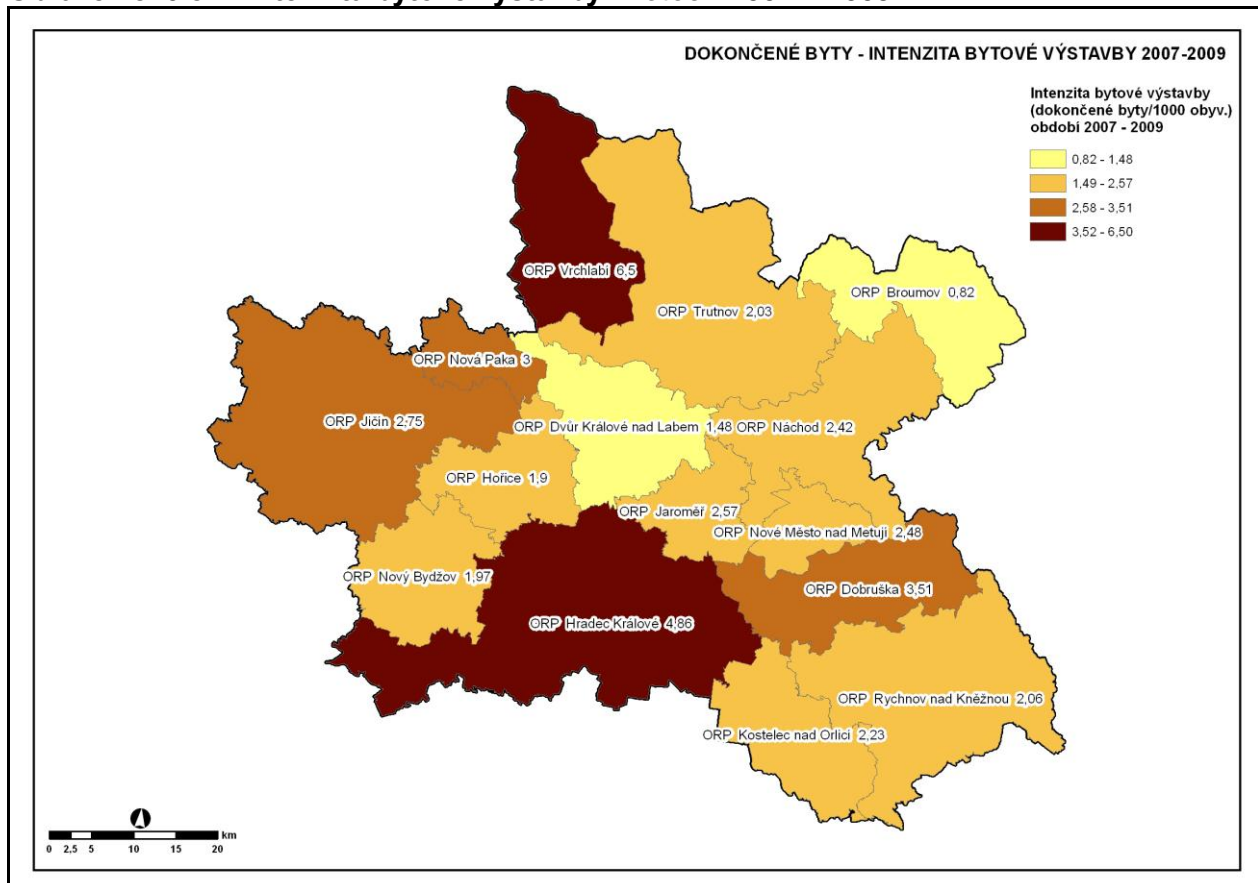 DOKONČENÉ BYTY - INTENZITA BYTOVÉ VÝSTAVBY 2007-2009
Intenzita bytové výstavby
(dokončené byty/1000 obyv.)
období 2007 - 2009
0,82 - 1,48
1,49 - 2,57
2,58 - 3,51
3,52 - 6,50
ORP Vrchlabí 6,5
ORP Broumov 0,82
ORP Trutnov 2,03
ORP Nová Paka 3
ORP Jičín 2,75
ORP Dvůr Králové nad Labem 1,48
ORP Náchod 2,42
ORP Hořice 1,9
ORP Jaroměř 2,57
ORP Nové Město nad Metují 2,48
ORP Nový Bydžov 1,97
ORP Dobruška 3,51
ORP Hradec Králové 4,86
ORP Rychnov nad Kněžnou 2,06
ORP Kostelec nad Orlicí 2,23
km
0 2,5 5 10 15 20